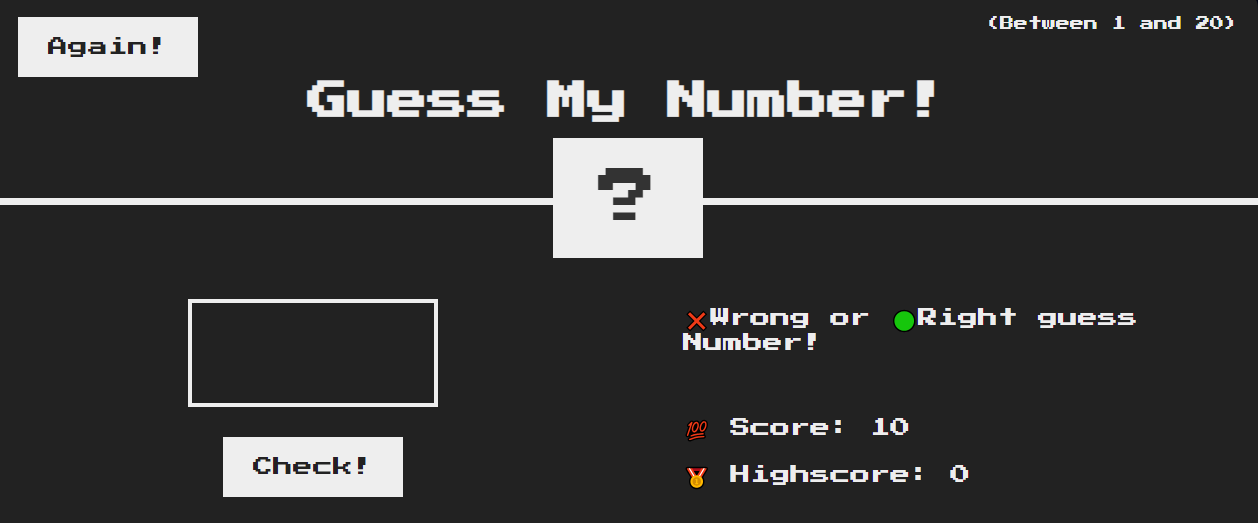 Again!
(Between 1 and 20)
Guess My Number!
?
❌Wrong or 🟢Right guess
Number!
Check!
💯 Score: 10
🥇 Highscore: 0